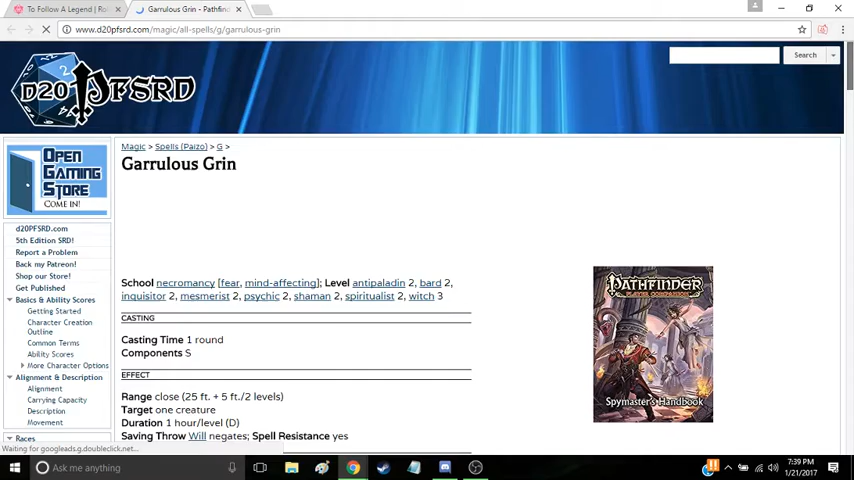 To Follow A Legend | Ro
Garrulous Grin - Pathfin
www.d20pfsrd.com/magic/all-spells/g/garrulous-grin
D20 PFSRD
Search
OPEN
GAMING
STORE
COME IN!
Magic > Spells (Paizo) > G >
Garrulous Grin
d20PFSRD.com
5th Edition SRD!
Report a Problem
Back my Patreon!
Shop our Store!
Get Published
Basics & Ability Scores
Getting Started
Character Creation
Outline
Common Terms
Ability Scores
More Character Options
Alignment & Description
Alignment
Carrying Capacity
Description
Movement
Races
School necromancy [fear, mind-affecting]; Level antipaladin 2, bard 2,
inquisitor 2, mesmerist 2, psychic 2, shaman 2, spiritualist 2, witch 3
CASTING
Casting Time 1 round
Components S
EFFECT
Range close (25 ft. + 5 ft./2 levels)
Target one creature
Duration 1 hour/level (D)
Saving Throw Will negates; Spell Resistance yes
PATHFINDER
PLAYER COMPANION
Spymaster's Handbook
Waiting for googleads.g.doubleclick.net...
Ask me anything
7:39 PM
1/21/2017